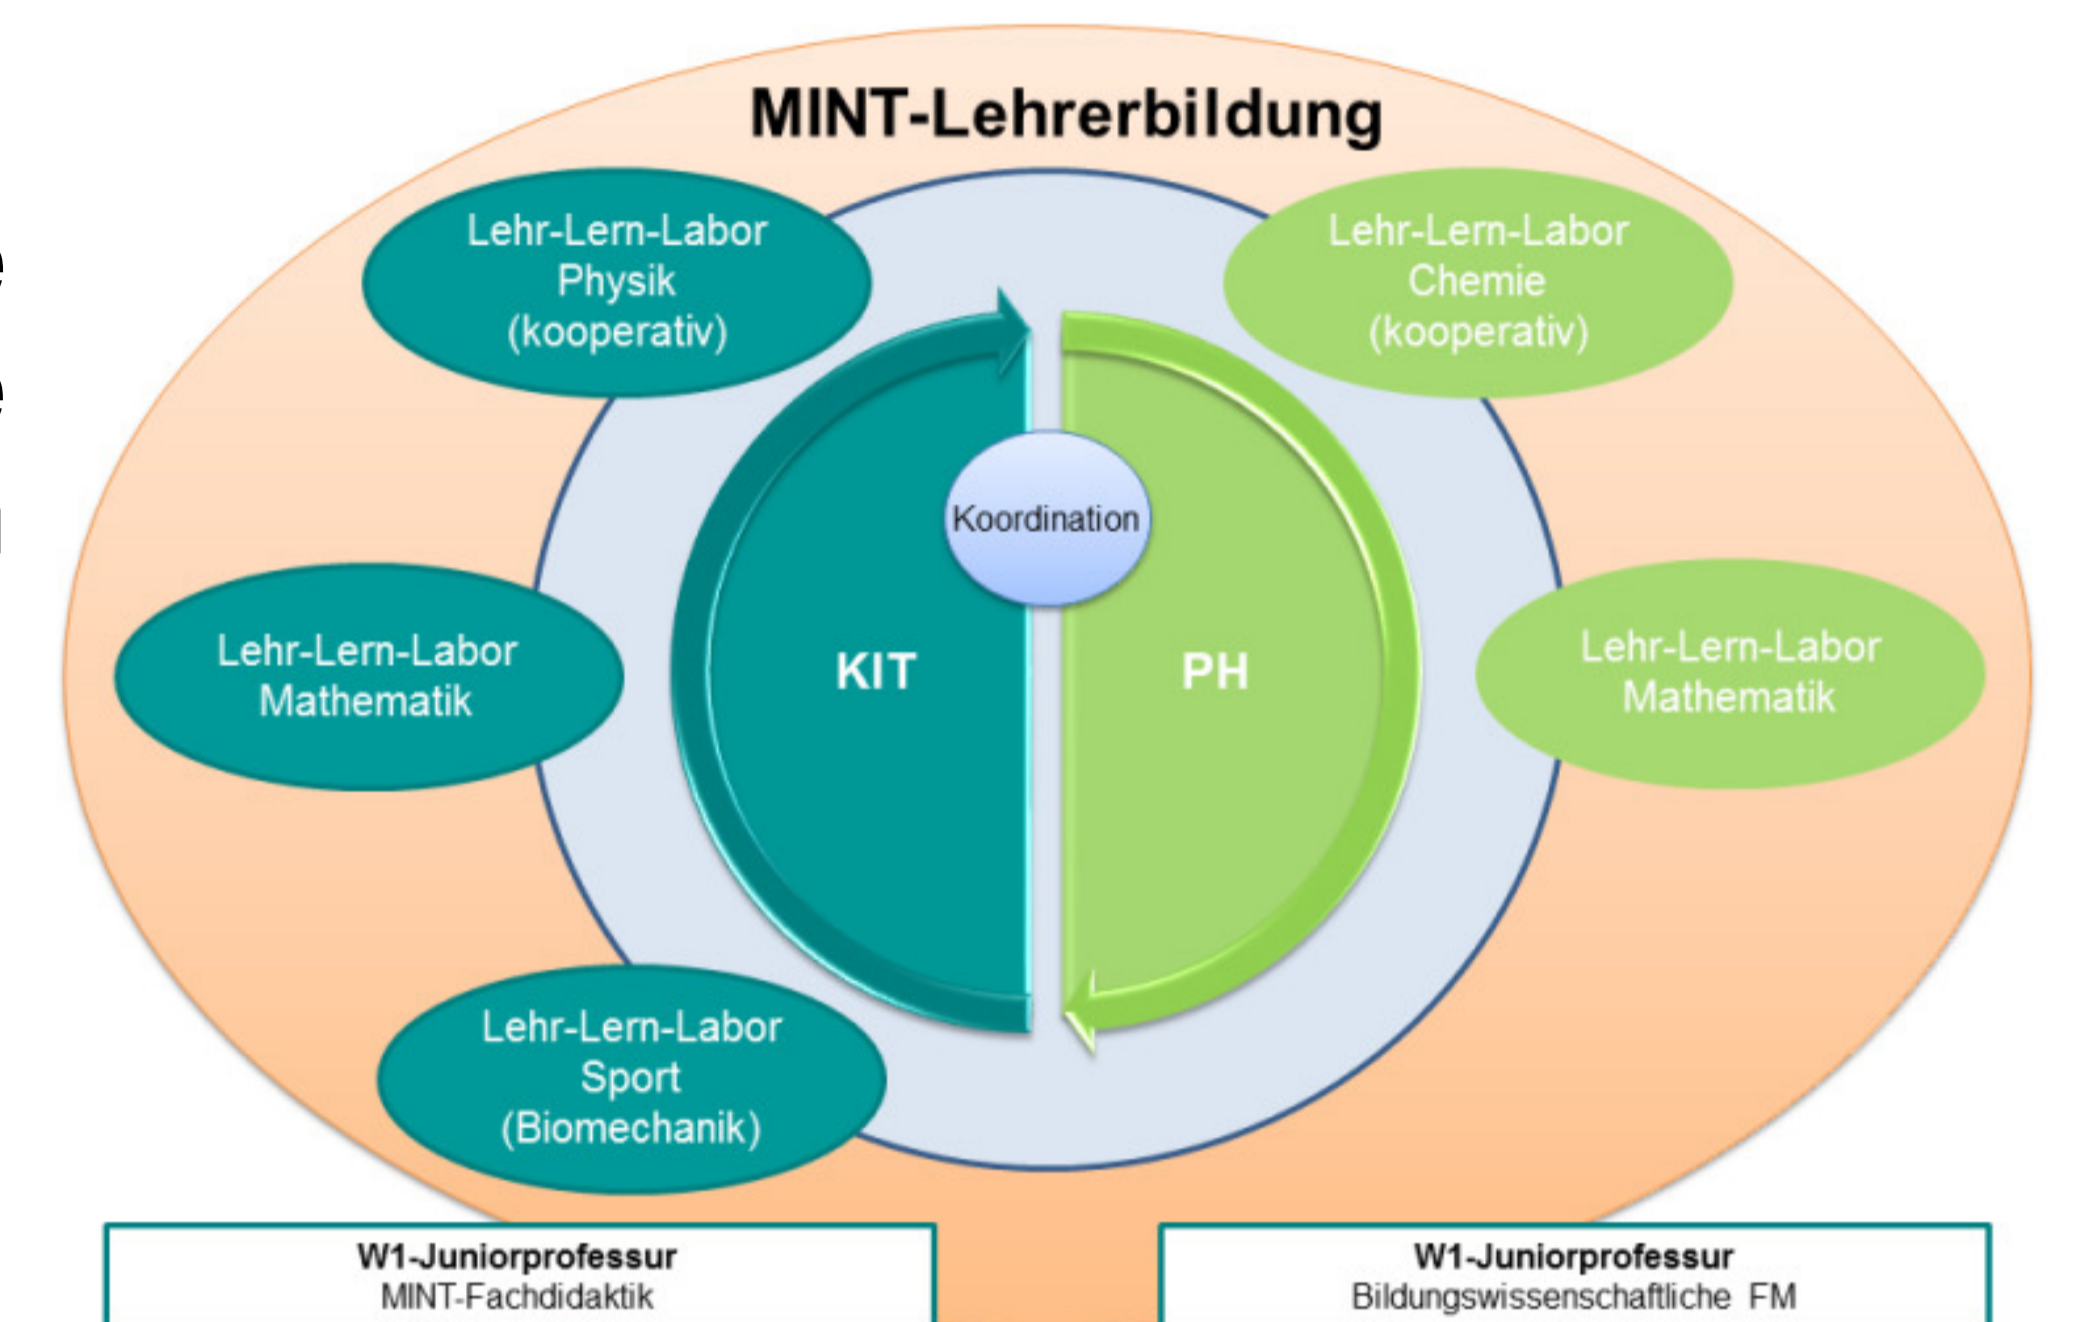 MINT-Lehrerbildung
Lehr-Lern-Labor
Physik
(kooperativ)
Lehr-Lern-Labor
Chemie
(kooperativ)
Koordination
Lehr-Lern-Labor
Mathematik
KIT
PH
Lehr-Lern-Labor
Mathematik
Lehr-Lern-Labor
Sport
(Biomechanik)
W1-Juniorprofessur
MINT-Fachdidaktik
W1-Juniorprofessur
Bildungswissenschaftliche FM